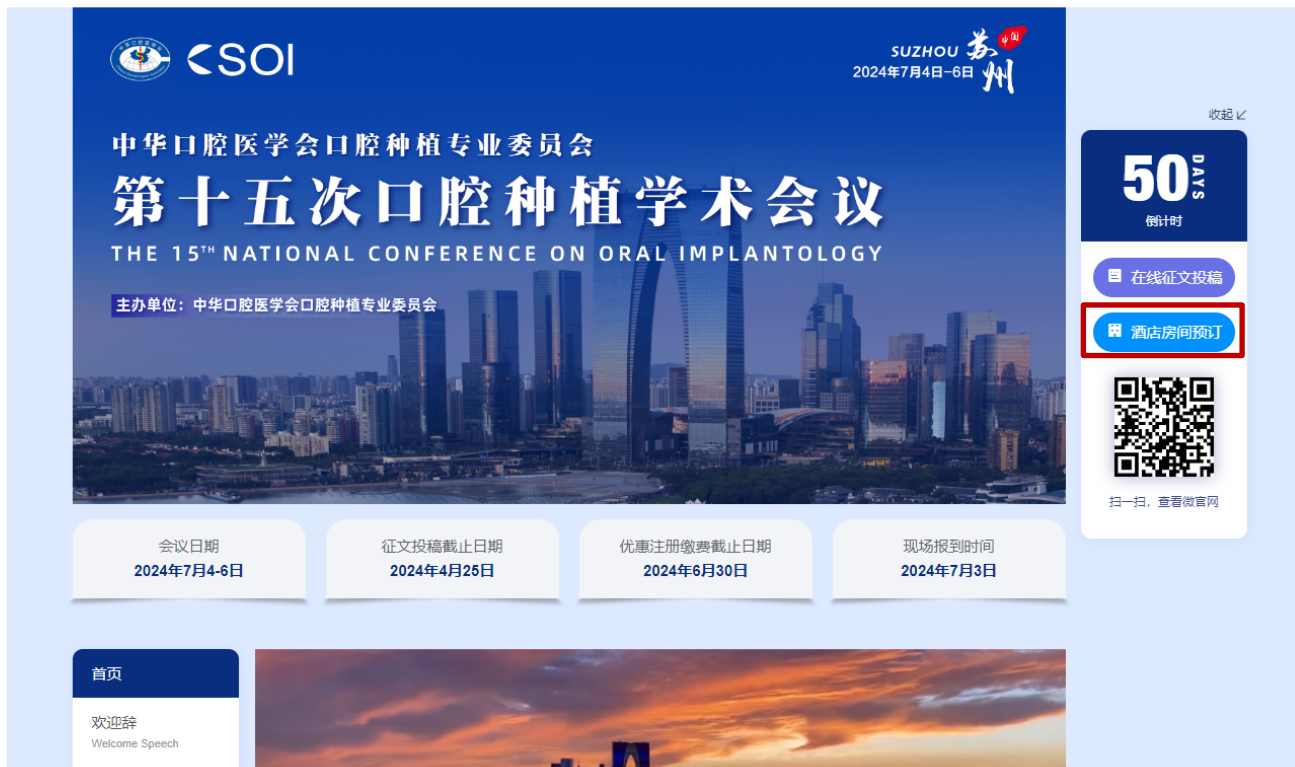 CSOI
SUZHOU 苏州 中国
2024年7月4日-6日
中华口腔医学会口腔种植专业委员会
第十五次口腔种植学术会议
THE 15TH NATIONAL CONFERENCE ON ORAL IMPLANTOLOGY
主办单位：中华口腔医学会口腔种植专业委员会
收起
50 DAYS
倒计时
在线征文投稿
酒店房间预订
扫一扫，查看微官网
会议日期
2024年7月4-6日
征文投稿截止日期
2024年4月25日
优惠注册缴费截止日期
2024年6月30日
现场报到时间
2024年7月3日
首页
欢迎辞
Welcome Speech